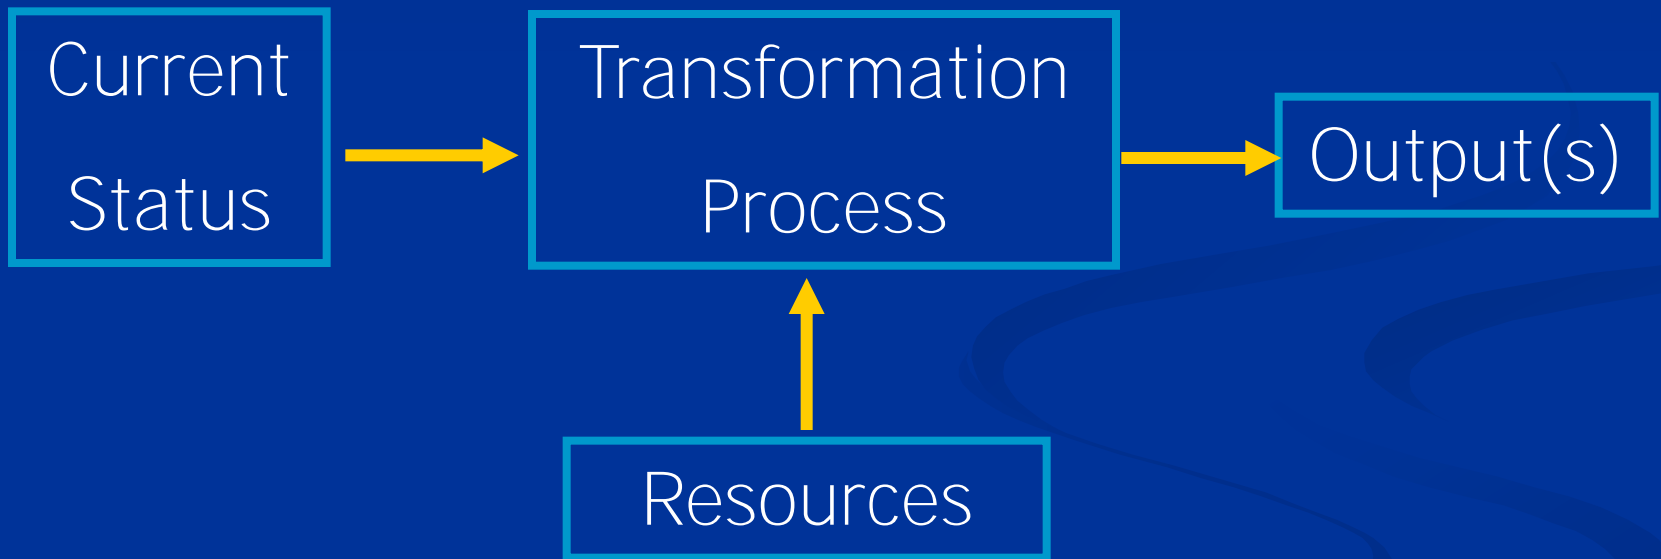 Current
Status
Transformation
Process
Output(s)
Resources